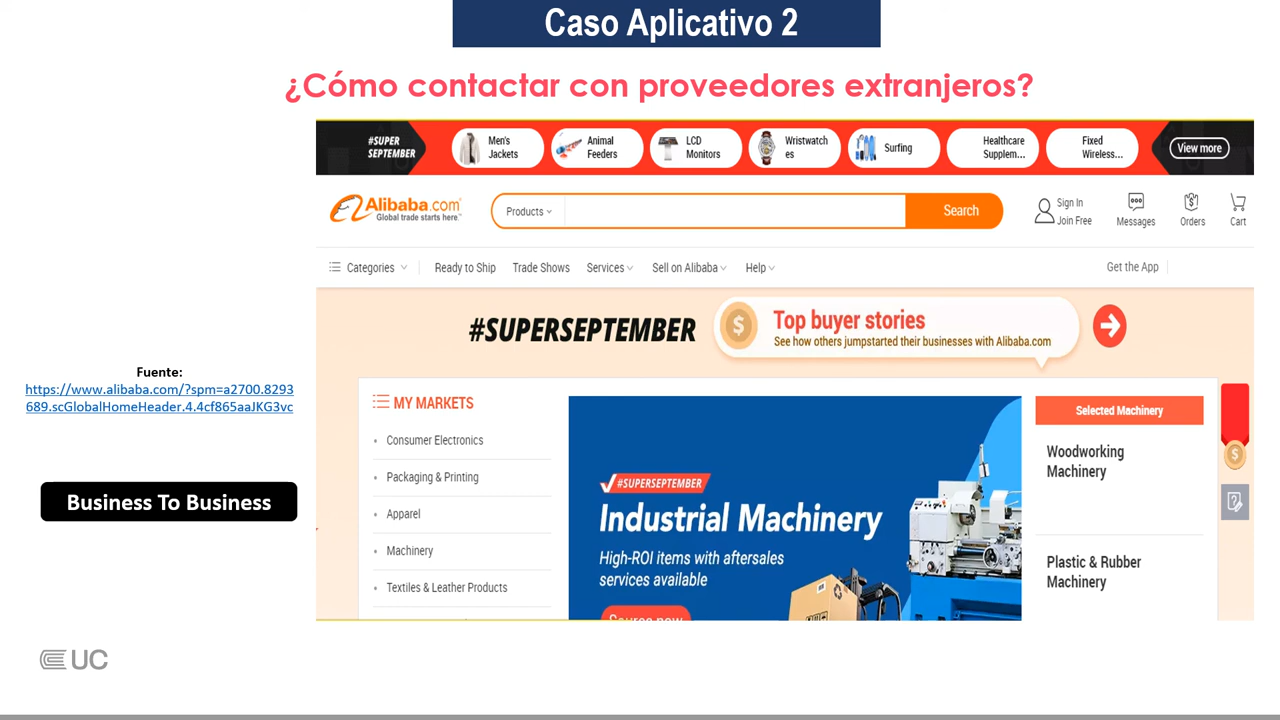 Caso Aplicativo 2
¿Cómo contactar con proveedores extranjeros?
#SUPER
SEPTEMBER
Men's
Jackets
Animal
Feeders
LCD
Monitors
Wristwatch
es
Surfing
Healthcare
Supplem...
Fixed
Wireless...
View more
Alibaba.com
Global trade starts here.
Products
Search
Sign In
Join Free
Messages
Orders
Cart
Categories
Ready to Ship
Trade Shows
Services
Sell on Alibaba
Help
Get the App
#SUPERSEPTEMBER
Top buyer stories
See how others jumpstarted their businesses with Alibaba.com
Fuente:
https://www.alibaba.com/?spm=a2700.8293
689.scGlobalHomeHeader.4.4cf865aaJKG3vc
Business To Business
MY MARKETS
Consumer Electronics
Packaging & Printing
Apparel
Machinery
Textiles & Leather Products
#SUPERSEPTEMBER
Industrial Machinery
High-ROI items with aftersales
services available
Source now
Selected Machinery
Woodworking
Machinery
Plastic & Rubber
Machinery
UC